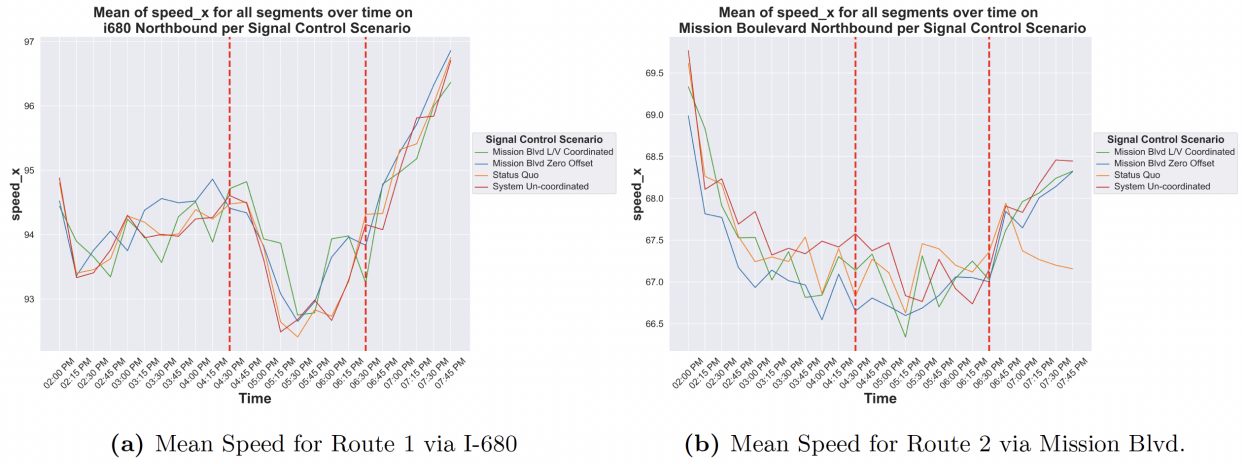 Mean of speed_x for all segments over time on
i680 Northbound per Signal Control Scenario
97
96
95
94
93
speed_x
02:00 PM
02:15 PM
02:30 PM
02:45 PM
03:00 PM
03:15 PM
03:30 PM
03:45 PM
04:00 PM
04:15 PM
04:30 PM
04:45 PM
05:00 PM
05:15 PM
05:30 PM
05:45 PM
06:00 PM
06:15 PM
06:30 PM
06:45 PM
07:00 PM
07:15 PM
07:30 PM
07:45 PM
Time
Signal Control Scenario
Mission Blvd L/V Coordinated
Mission Blvd Zero Offset
Status Quo
System Un-coordinated
(a) Mean Speed for Route 1 via I-680
Mean of speed_x for all segments over time on
Mission Boulevard Northbound per Signal Control Scenario
69.5
69.0
68.5
68.0
67.5
67.0
66.5
speed_x
02:00 PM
02:15 PM
02:30 PM
02:45 PM
03:00 PM
03:15 PM
03:30 PM
03:45 PM
04:00 PM
04:15 PM
04:30 PM
04:45 PM
05:00 PM
05:15 PM
05:30 PM
05:45 PM
06:00 PM
06:15 PM
06:30 PM
06:45 PM
07:00 PM
07:15 PM
07:30 PM
07:45 PM
Time
Signal Control Scenario
Mission Blvd L/V Coordinated
Mission Blvd Zero Offset
Status Quo
System Un-coordinated
(b) Mean Speed for Route 2 via Mission Blvd.